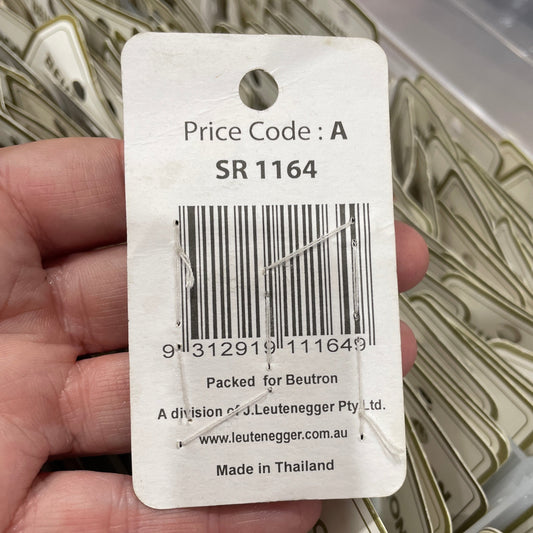 Price Code : A
SR 1164
9 312919 111649
Packed for Beutron
A division of J.Leutenegger Pty Ltd.
www.leutenegger.com.au
Made in Thailand